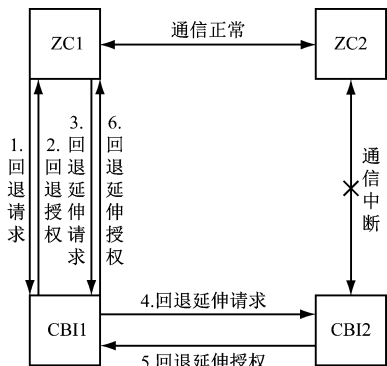 ZC1
通信正常
ZC2
1.回退请求
2.回退授权
3.回退延伸请求
6.回退延伸授权
通信中断
4.回退延伸请求
CBI1
CBI2
5.回退延伸授权